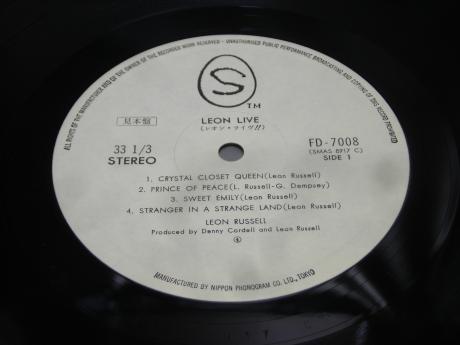 ALL RIGHTS OF THE MANUFACTURER AND OF THE OWNER OF THE RECORDED WORK RESERVED - UNAUTHORISED PUBLIC PERFORMANCE BROADCASTING AND COPYING OF THIS RECORD PROHIBITED
S
TM
LEON LIVE
(レオン・ライヴ!!)
見本盤
33 1/3
STEREO
FD-7008
(SMAS 8917 C)
SIDE 1
1. CRYSTAL CLOSET QUEEN(Leon Russell)
2. PRINCE OF PEACE(L. Russell-G. Dempsey)
3. SWEET EMILY(Leon Russell)
4. STRANGER IN A STRANGE LAND(Leon Russell)
LEON RUSSELL
Produced by Denny Cordell and Leon Russell
MANUFACTURED BY NIPPON PHONOGRAM CO. LTD., TOKYO